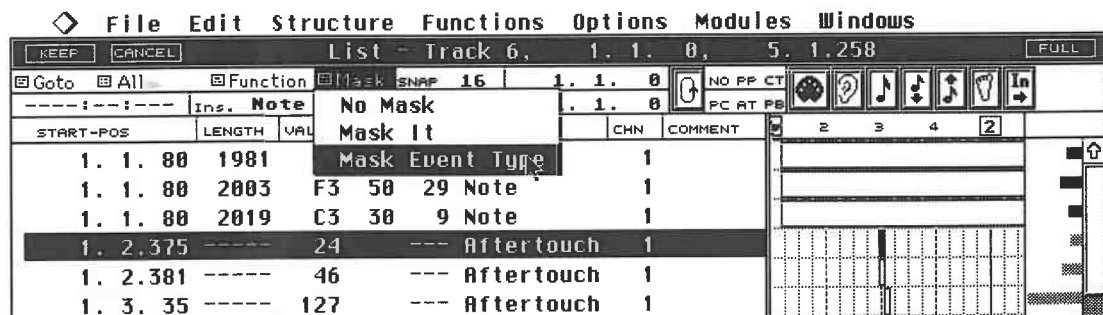 File Edit Structure Functions Options Modules Windows
KEEP CANCEL List - Track 6, 1. 1. 0, 5. 1.258 FULL
Goto All Function Mask SNAP 16 1. 1. 0 NO PP CT In
----:--:--- Ins. Note . 1. 0 PC AT PB
No Mask
Mask It
Mask Event Type
START-POS LENGTH VAL CHN COMMENT 2 3 4 2
1. 1. 80 1981 1
1. 1. 80 2003 F3 50 29 Note 1
1. 1. 80 2019 C3 30 9 Note 1
1. 2.375 ----- 24 --- Aftertouch 1
1. 2.381 ----- 46 --- Aftertouch 1
1. 3. 35 ----- 127 --- Aftertouch 1